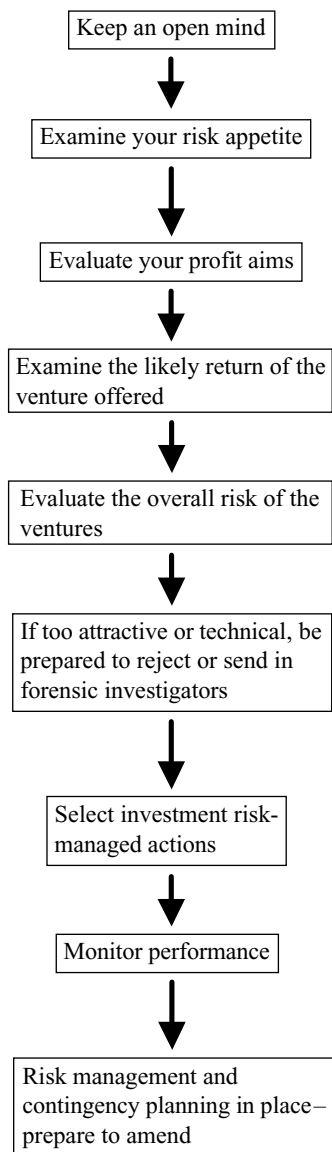 Keep an open mind
Examine your risk appetite
Evaluate your profit aims
Examine the likely return of the
venture offered
Evaluate the overall risk of the
ventures
If too attractive or technical, be
prepared to reject or send in
forensic investigators
Select investment risk-
managed actions
Monitor performance
Risk management and
contingency planning in place–
prepare to amend